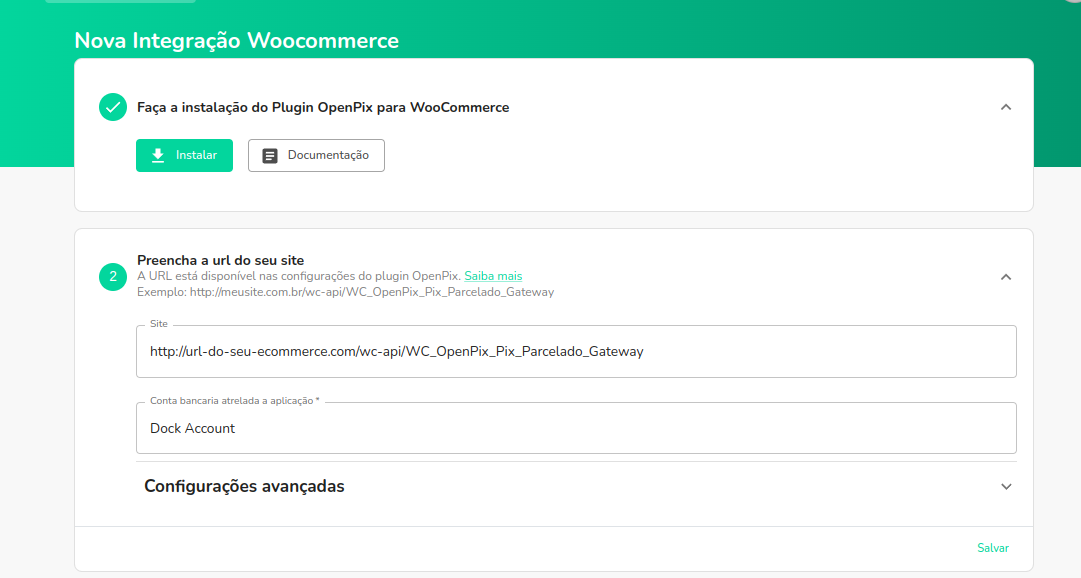 Nova Integração Woocommerce
Faça a instalação do Plugin OpenPix para WooCommerce
Instalar
Documentação
2
Preencha a url do seu site
A URL está disponível nas configurações do plugin OpenPix. Saiba mais
Exemplo: http://meusite.com.br/wc-api/WC_OpenPix_Pix_Parcelado_Gateway
Site
http://url-do-seu-ecommerce.com/wc-api/WC_OpenPix_Pix_Parcelado_Gateway
Conta bancaria atrelada a aplicação *
Dock Account
Configurações avançadas
Salvar